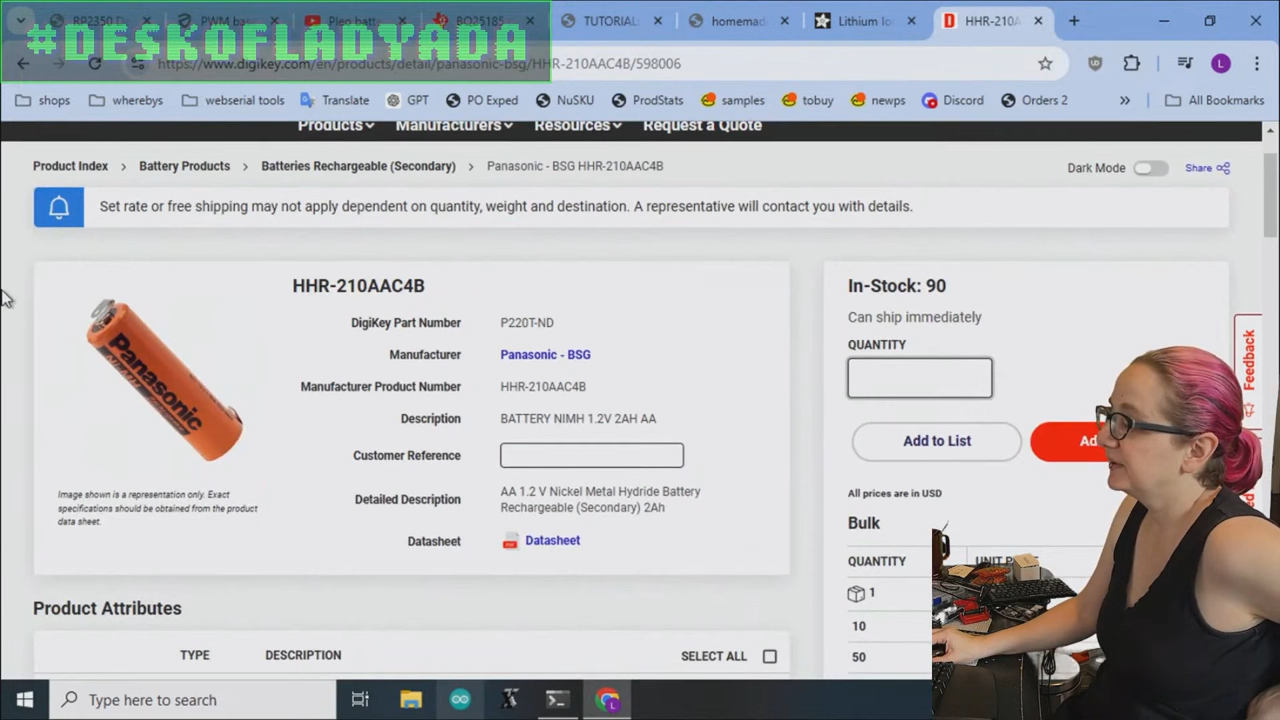 RP2350 De
PWM bas
Pleo batt
BQ25185
TUTORIAL
homemad
Lithium Io
HHR-210A
#DESKOFLADYADA
https://www.digikey.com/en/products/detail/panasonic-bsg/HHR-210AAC4B/598006
shops
wherebys
webserial tools
Translate
GPT
PO Exped
NuSKU
ProdStats
samples
tobuy
newps
Discord
Orders 2
All Bookmarks
Products
Manufacturers
Resources
Request a Quote
Product Index > Battery Products > Batteries Rechargeable (Secondary) > Panasonic - BSG HHR-210AAC4B
Dark Mode
Share
Set rate or free shipping may not apply dependent on quantity, weight and destination. A representative will contact you with details.
Panasonic
Image shown is a representation only. Exact
specifications should be obtained from the product
data sheet.
HHR-210AAC4B
DigiKey Part Number P220T-ND
Manufacturer Panasonic - BSG
Manufacturer Product Number HHR-210AAC4B
Description BATTERY NIMH 1.2V 2AH AA
Customer Reference
Detailed Description AA 1.2 V Nickel Metal Hydride Battery
Rechargeable (Secondary) 2Ah
Datasheet Datasheet
In-Stock: 90
Can ship immediately
QUANTITY
Add to List
Feedback
All prices are in USD
Bulk
QUANTITY
1
10
50
Product Attributes
TYPE DESCRIPTION SELECT ALL
Type here to search